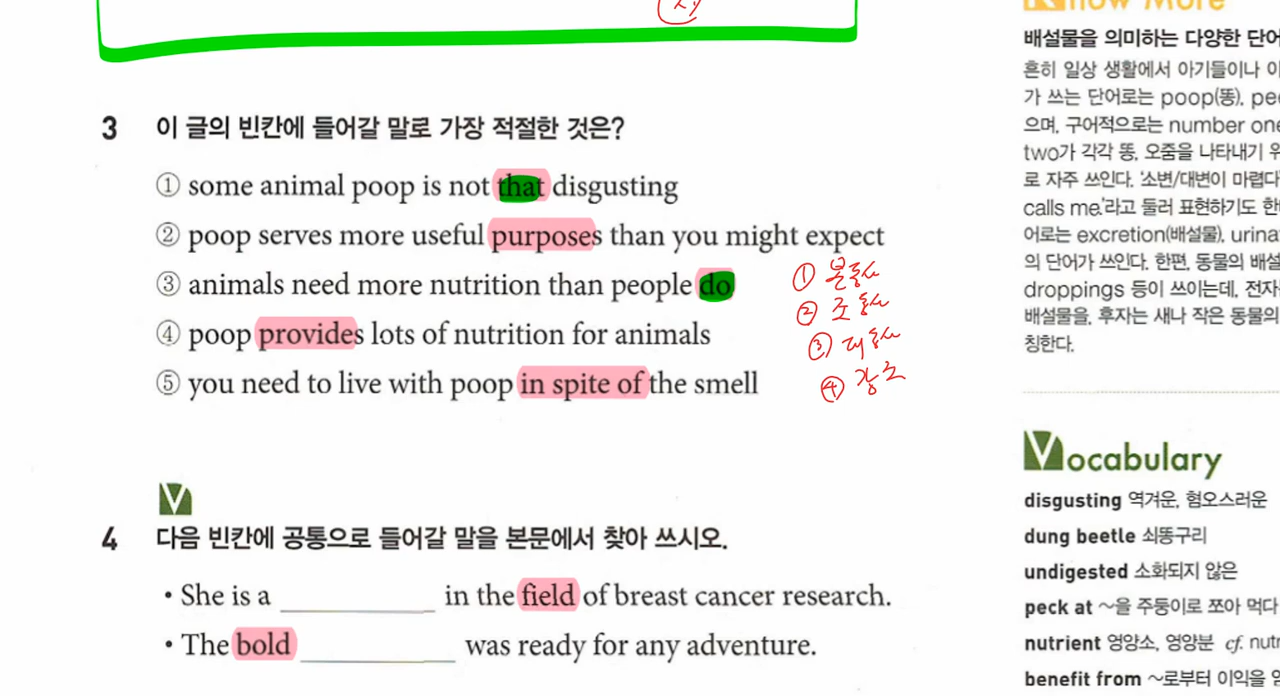 3 이 글의 빈칸에 들어갈 말로 가장 적절한 것은?
① some animal poop is not that disgusting
② poop serves more useful purposes than you might expect
③ animals need more nutrition than people do
④ poop provides lots of nutrition for animals
⑤ you need to live with poop in spite of the smell
① 본동사
② 조동사
③ 대동사
④ 강조
4 다음 빈칸에 공통으로 들어갈 말을 본문에서 찾아 쓰시오.
• She is a ____________ in the field of breast cancer research.
• The bold ____________ was ready for any adventure.
Know More
배설물을 의미하는 다양한 단어
흔히 일상 생활에서 아기들이나 아
가 쓰는 단어로는 poop(똥), pee
으며, 구어적으로는 number one
two가 각각 똥, 오줌을 나타내기 위
로 자주 쓰인다. '소변/대변이 마렵다'
calls me.'라고 둘러 표현하기도 한
어로는 excretion(배설물), urina
의 단어가 쓰인다. 한편, 동물의 배설
droppings 등이 쓰이는데, 전자
배설물을, 후자는 새나 작은 동물의
칭한다.
Vocabulary
disgusting 역겨운, 혐오스러운
dung beetle 쇠똥구리
undigested 소화되지 않은
peck at ~을 주둥이로 쪼아 먹다
nutrient 영양소, 영양분 cf. nutr
benefit from ~로부터 이익을